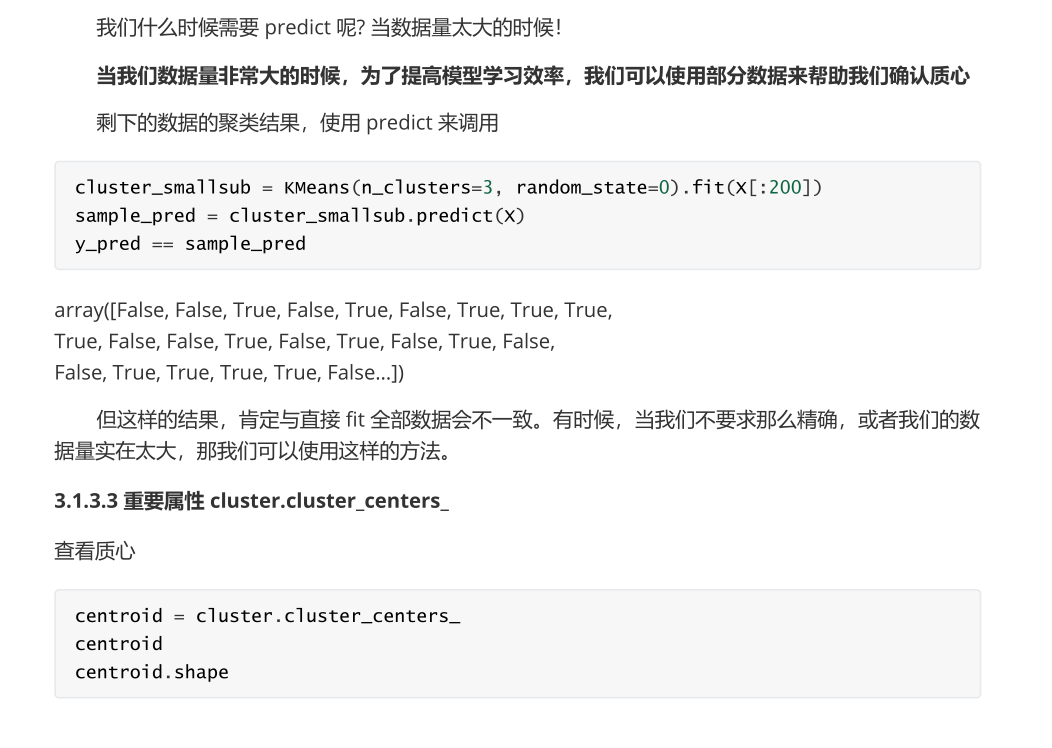 我们什么时候需要 predict 呢? 当数据量太大的时候!
当我们数据量非常大的时候，为了提高模型学习效率，我们可以使用部分数据来帮助我们确认质心
剩下的数据的聚类结果，使用 predict 来调用
cluster_smallsub = KMeans(n_clusters=3, random_state=0).fit(X[:200])
sample_pred = cluster_smallsub.predict(X)
y_pred == sample_pred
array([False, False, True, False, True, False, True, True, True,
True, False, False, True, False, True, False, True, False,
False, True, True, True, True, False...])
但这样的结果，肯定与直接 fit 全部数据会不一致。有时候，当我们不要求那么精确，或者我们的数
据量实在太大，那我们可以使用这样的方法。
3.1.3.3 重要属性 cluster.cluster_centers_
查看质心
centroid = cluster.cluster_centers_
centroid
centroid.shape